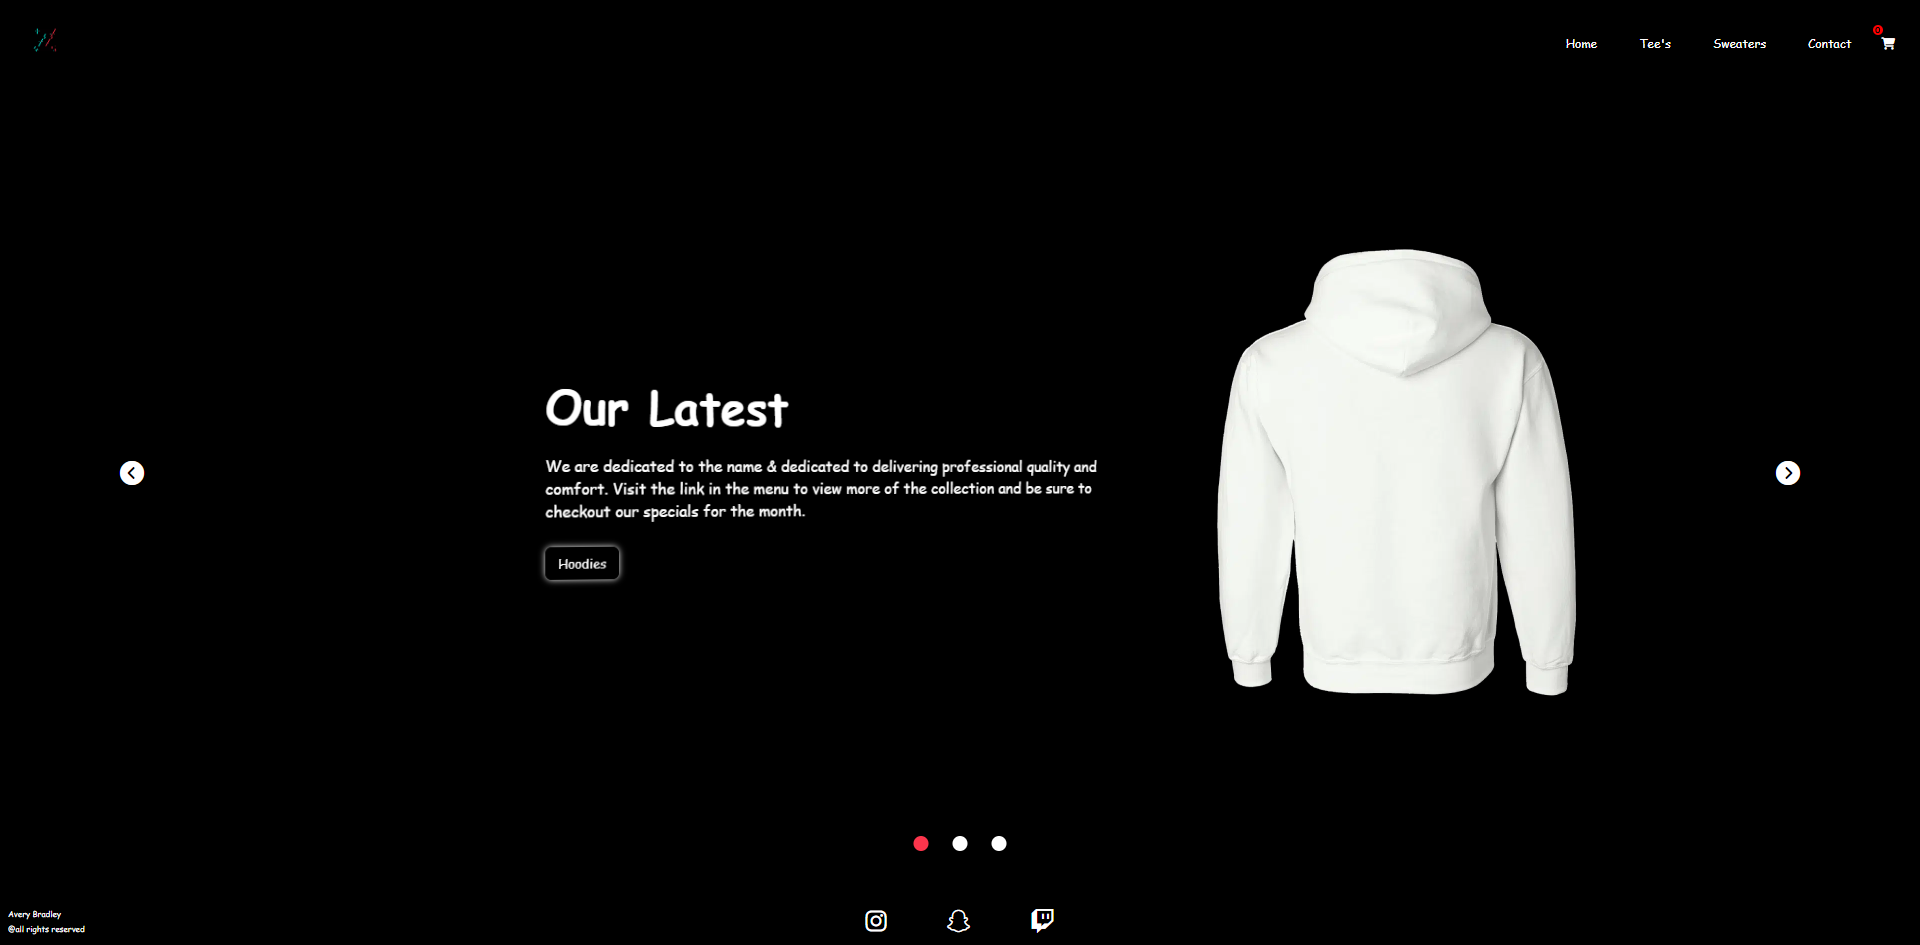 Home
Tee's
Sweaters
Contact
0
Our Latest
We are dedicated to the name & dedicated to delivering professional quality and
comfort. Visit the link in the menu to view more of the collection and be sure to
checkout our specials for the month.
Hoodies
Avery Bradley
@all rights reserved